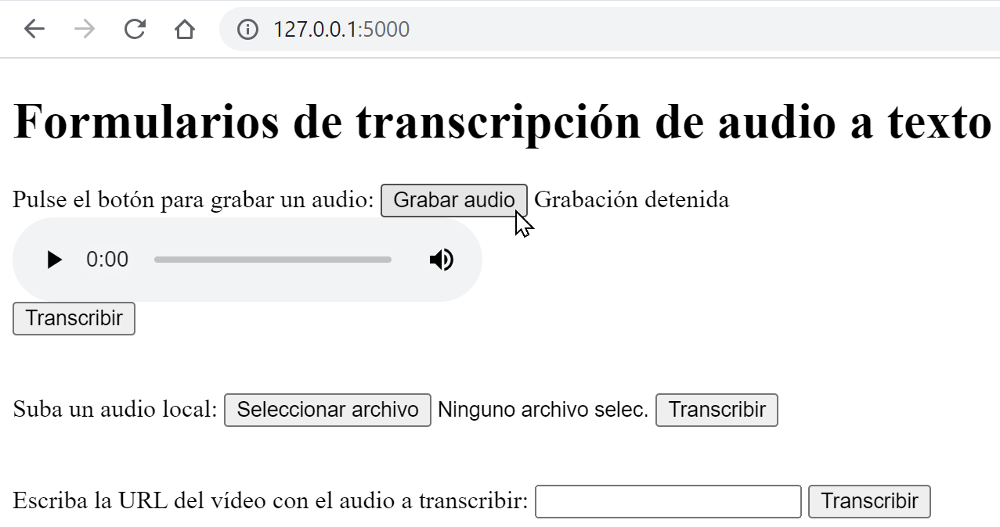 127.0.0.1:5000
Formularios de transcripción de audio a texto
Pulse el botón para grabar un audio: Grabar audio Grabación detenida
0:00
Transcribir
Suba un audio local: Seleccionar archivo Ninguno archivo selec. Transcribir
Escriba la URL del vídeo con el audio a transcribir: Transcribir